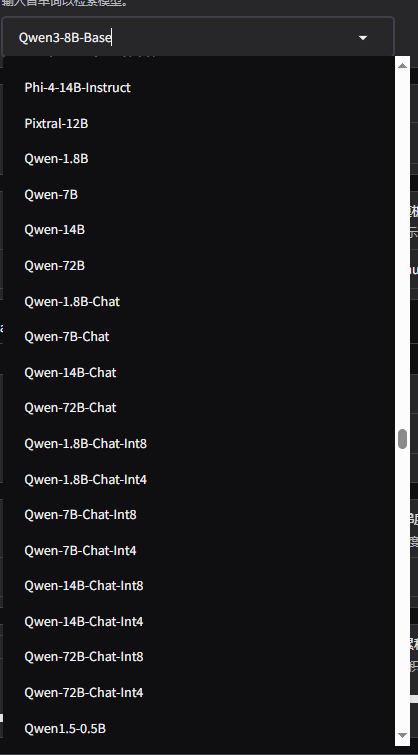 输入首单词以检索模型。
Qwen3-8B-Base
Phi-4-14B-Instruct
Pixtral-12B
Qwen-1.8B
Qwen-7B
Qwen-14B
Qwen-72B
Qwen-1.8B-Chat
Qwen-7B-Chat
Qwen-14B-Chat
Qwen-72B-Chat
Qwen-1.8B-Chat-Int8
Qwen-1.8B-Chat-Int4
Qwen-7B-Chat-Int8
Qwen-7B-Chat-Int4
Qwen-14B-Chat-Int8
Qwen-14B-Chat-Int4
Qwen-72B-Chat-Int8
Qwen-72B-Chat-Int4
Qwen1.5-0.5B